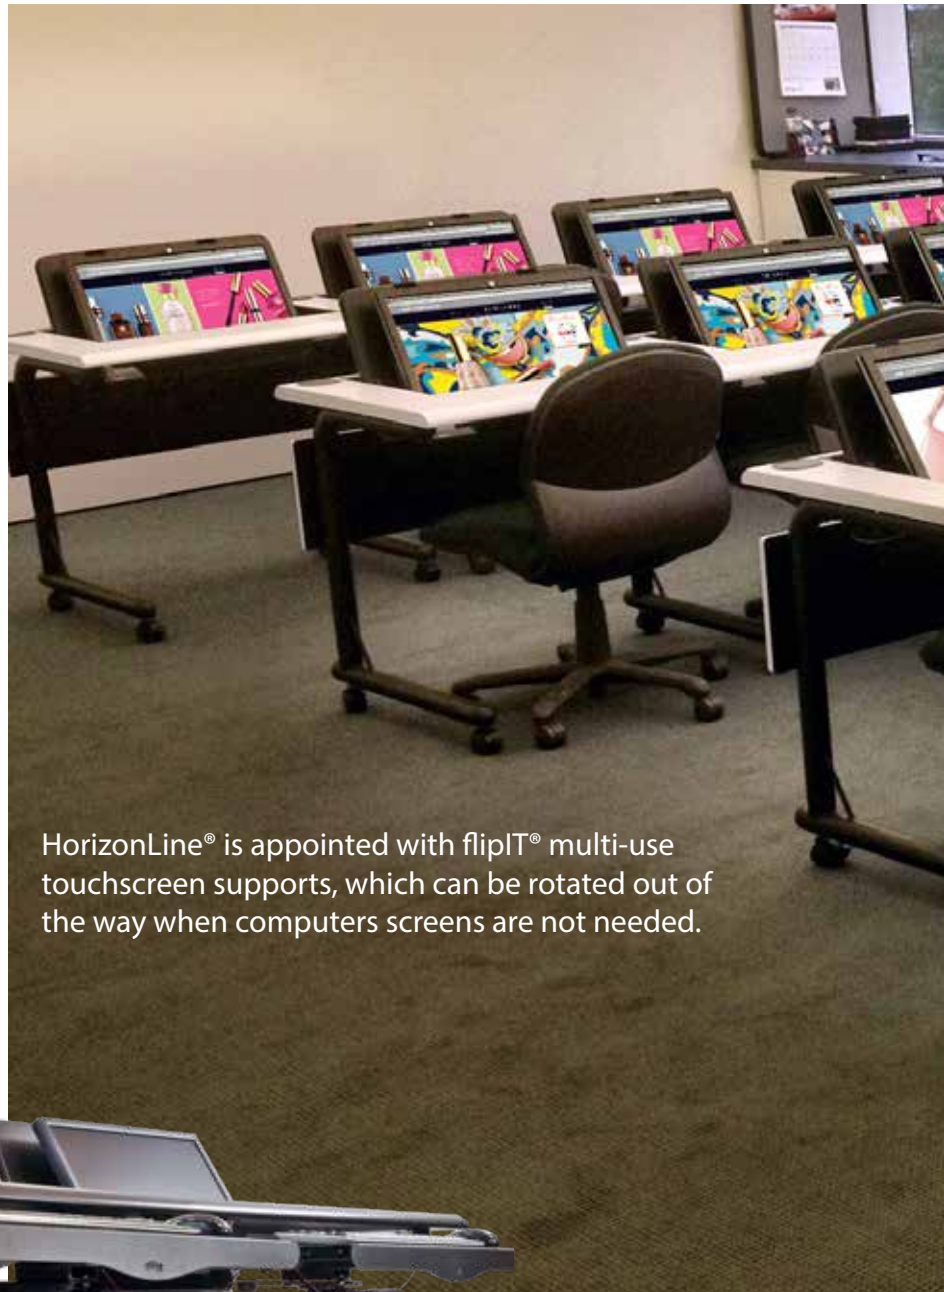 HorizonLine® is appointed with flipIT® multi-use
touchscreen supports, which can be rotated out of
the way when computers screens are not needed.